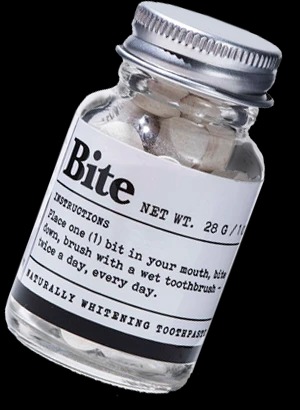 Bite
NET WT. 28 G / 1.
INSTRUCTIONS
Place one (1) bit in your mouth, bite
down, brush with a wet toothbrush -
twice a day, every day.
NATURALLY WHITENING TOOTHPAST